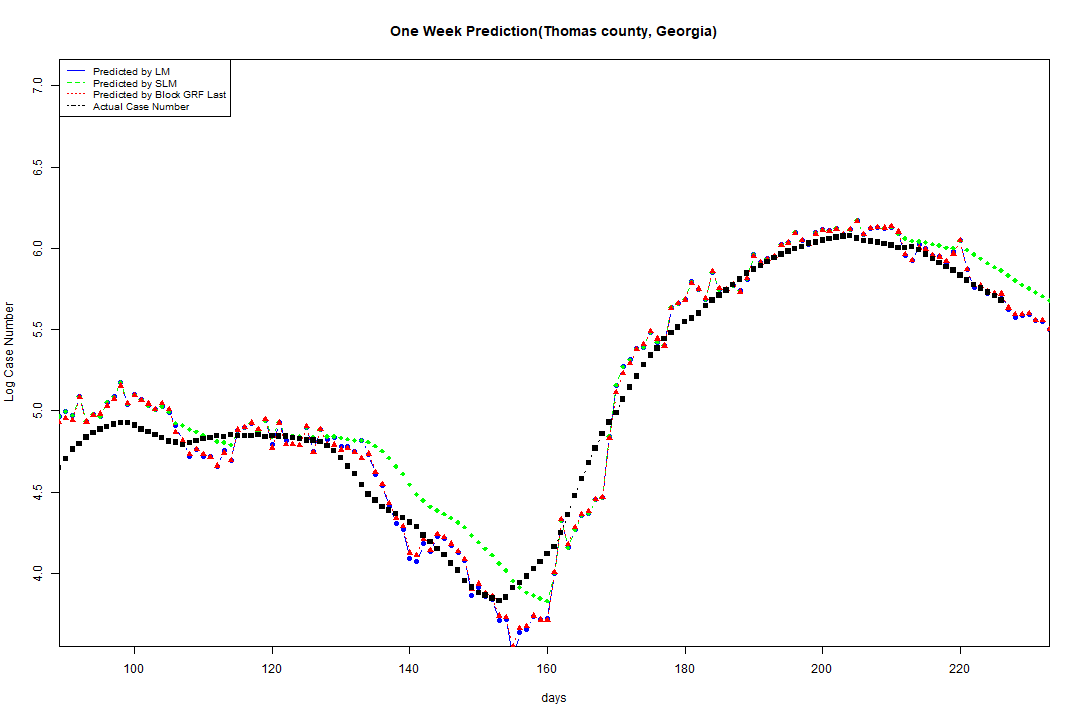 One Week Prediction(Thomas county, Georgia)
Predicted by LM
Predicted by SLM
Predicted by Block GRF Last
Actual Case Number
7.0
6.5
6.0
5.5
5.0
4.5
4.0
Log Case Number
100 120 140 160 180 200 220
days